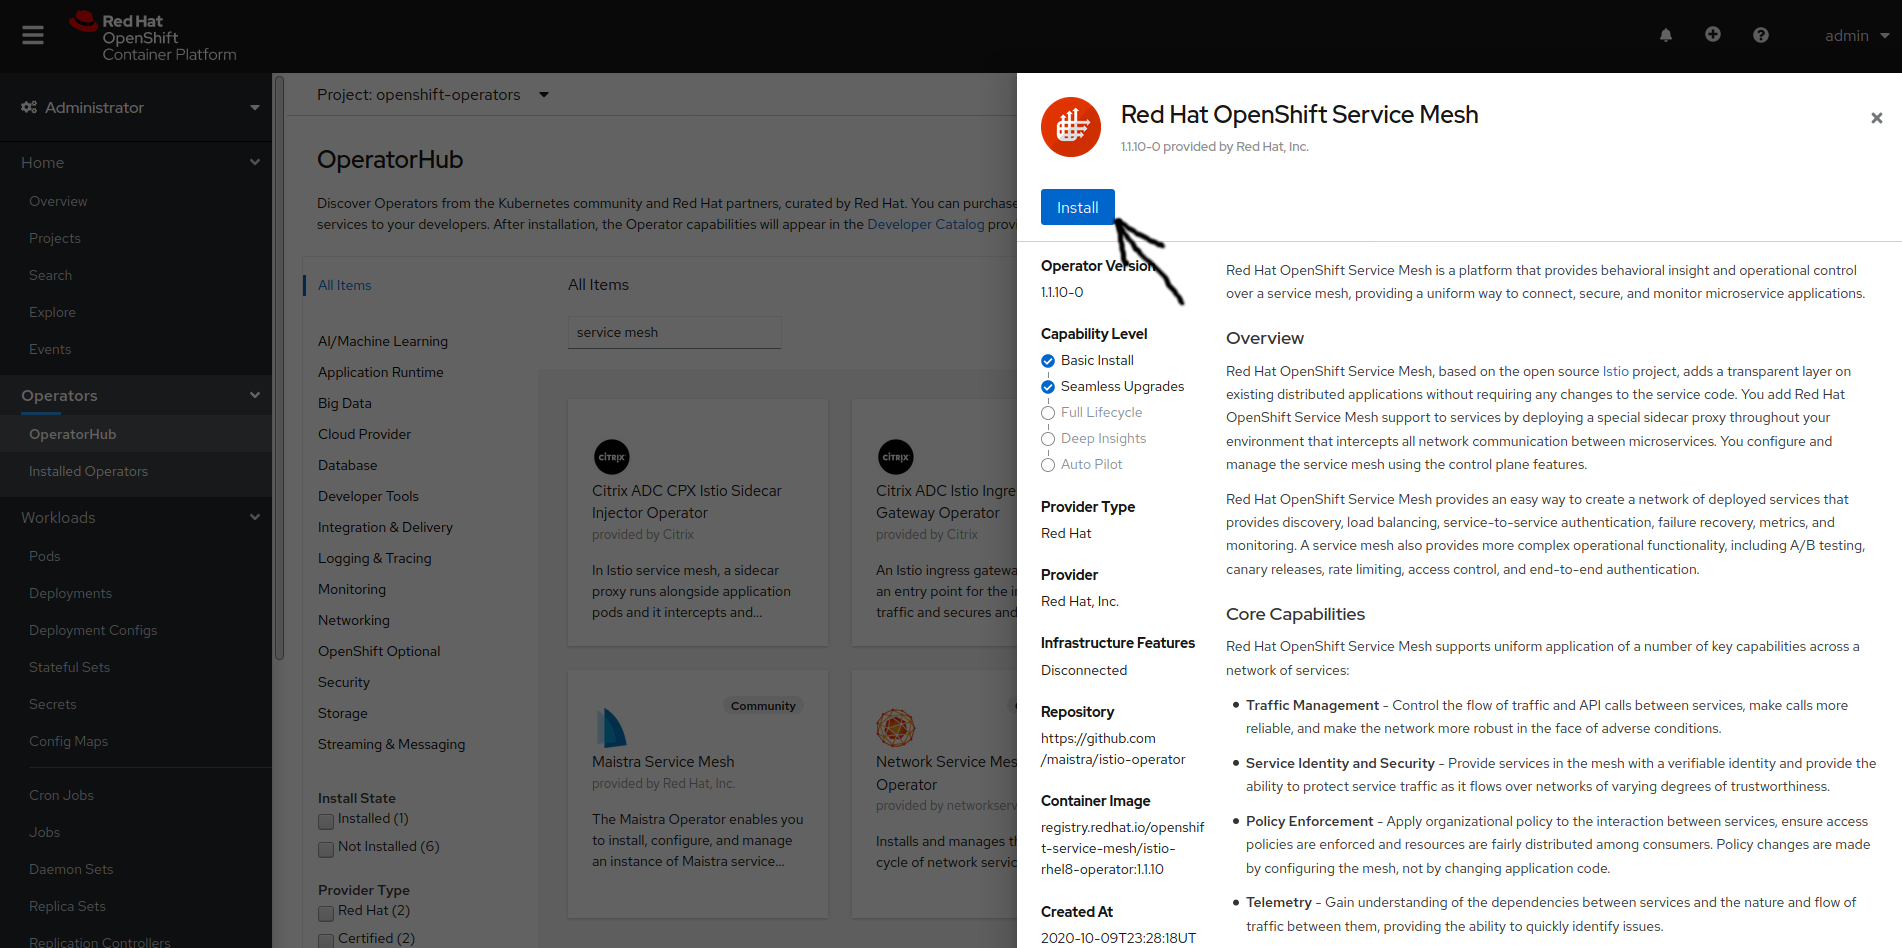 Red Hat
OpenShift
Container Platform
admin
Administrator
Home
Overview
Projects
Search
Explore
Events
Operators
OperatorHub
Installed Operators
Workloads
Pods
Deployments
Deployment Configs
Stateful Sets
Secrets
Config Maps
Cron Jobs
Jobs
Daemon Sets
Replica Sets
Replication Controllers
Project: openshift-operators
OperatorHub
Discover Operators from the Kubernetes community and Red Hat partners, curated by Red Hat. You can purchase
services to your developers. After installation, the Operator capabilities will appear in the Developer Catalog
All Items
AI/Machine Learning
Application Runtime
Big Data
Cloud Provider
Database
Developer Tools
Integration & Delivery
Logging & Tracing
Monitoring
Networking
OpenShift Optional
Security
Storage
Streaming & Messaging
Install State
Installed (1)
Not Installed (6)
Provider Type
Red Hat (2)
Certified (2)
All Items
service mesh
CITRIX
Citrix ADC CPX Istio Sidecar
Injector Operator
provided by Citrix
In Istio service mesh, a sidecar
proxy runs alongside application
pods and it intercepts and...
CITRIX
Citrix ADC Istio Ingre
Gateway Operator
provided by Citrix
An Istio ingress gatewa
an entry point for the i
traffic and secures and
Community
Maistra Service Mesh
provided by Red Hat, Inc.
The Maistra Operator enables you
to install, configure, and manage
an instance of Maistra service...
Network Service Mes
Operator
provided by networkserv
Installs and manages t
cycle of network servic
Red Hat OpenShift Service Mesh
1.1.10-0 provided by Red Hat, Inc.
Install
Operator Version
1.1.10-0
Capability Level
Basic Install
Seamless Upgrades
Full Lifecycle
Deep Insights
Auto Pilot
Provider Type
Red Hat
Provider
Red Hat, Inc.
Infrastructure Features
Disconnected
Repository
https://github.com
/maistra/istio-operator
Container Image
registry.redhat.io/openshif
t-service-mesh/istio-
rhel8-operator:1.1.10
Created At
2020-10-09T23:28:18UT
Red Hat OpenShift Service Mesh is a platform that provides behavioral insight and operational control
over a service mesh, providing a uniform way to connect, secure, and monitor microservice applications.
Overview
Red Hat OpenShift Service Mesh, based on the open source Istio project, adds a transparent layer on
existing distributed applications without requiring any changes to the service code. You add Red Hat
OpenShift Service Mesh support to services by deploying a special sidecar proxy throughout your
environment that intercepts all network communication between microservices. You configure and
manage the service mesh using the control plane features.
Red Hat OpenShift Service Mesh provides an easy way to create a network of deployed services that
provides discovery, load balancing, service-to-service authentication, failure recovery, metrics, and
monitoring. A service mesh also provides more complex operational functionality, including A/B testing,
canary releases, rate limiting, access control, and end-to-end authentication.
Core Capabilities
Red Hat OpenShift Service Mesh supports uniform application of a number of key capabilities across a
network of services:
• Traffic Management - Control the flow of traffic and API calls between services, make calls more
reliable, and make the network more robust in the face of adverse conditions.
• Service Identity and Security - Provide services in the mesh with a verifiable identity and provide the
ability to protect service traffic as it flows over networks of varying degrees of trustworthiness.
• Policy Enforcement - Apply organizational policy to the interaction between services, ensure access
policies are enforced and resources are fairly distributed among consumers. Policy changes are made
by configuring the mesh, not by changing application code.
• Telemetry - Gain understanding of the dependencies between services and the nature and flow of
traffic between them, providing the ability to quickly identify issues.